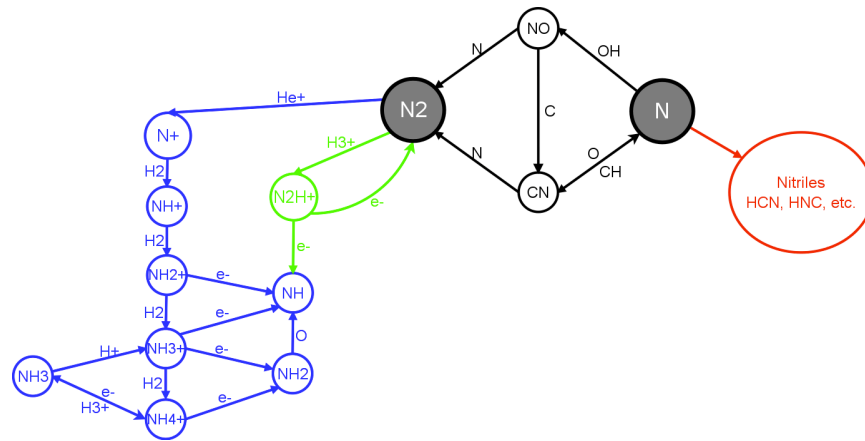 NO
N
OH
He+
N2
C
N
N+
H3+
N
O
CH
H2
Nitriles
HCN, HNC, etc.
N2H+
CN
e-
NH+
H2
e-
NH2+
e-
NH
H2
e-
O
NH3
H+
NH3+
e-
NH2
H2
e-
H3+
e-
NH4+